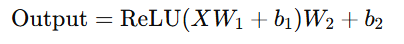 Output = ReLU(XW₁ + b₁)W₂ + b₂